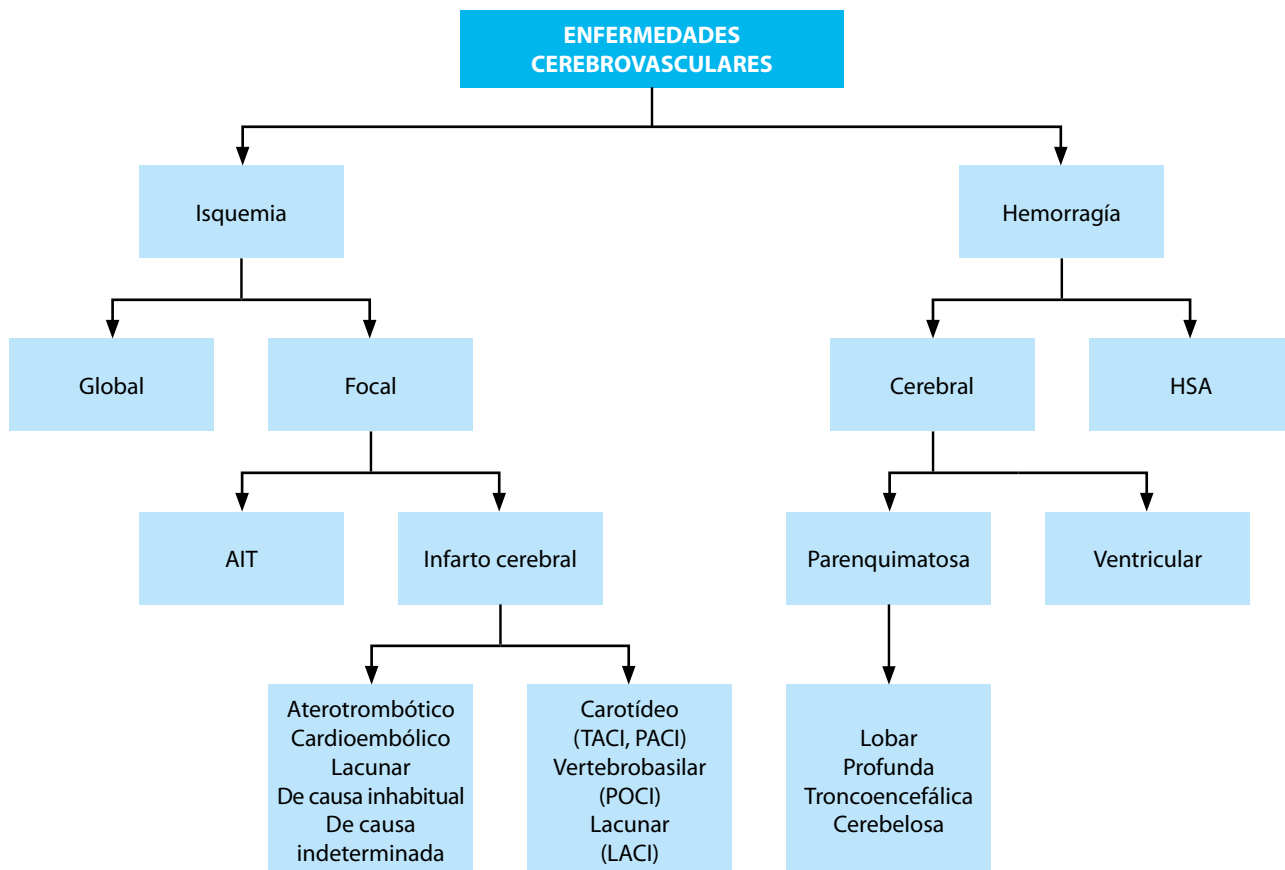 ENFERMEDADES
CEREBROVASCULARES
Isquemia
Hemorragía
Global
Focal
Cerebral
HSA
AIT
Infarto cerebral
Parenquimatosa
Ventricular
Aterotrombótico
Cardioembólico
Lacunar
De causa inhabitual
De causa
indeterminada
Carotídeo
(TACI, PACI)
Vertebrobasilar
(POCI)
Lacunar
(LACI)
Lobar
Profunda
Troncoencefálica
Cerebelosa